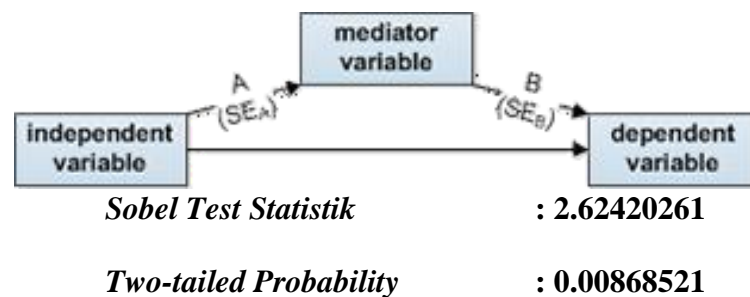 mediator
variable
A
(SEA)
B
(SEB)
independent
variable
dependent
variable
Sobel Test Statistik : 2.62420261
Two-tailed Probability : 0.00868521